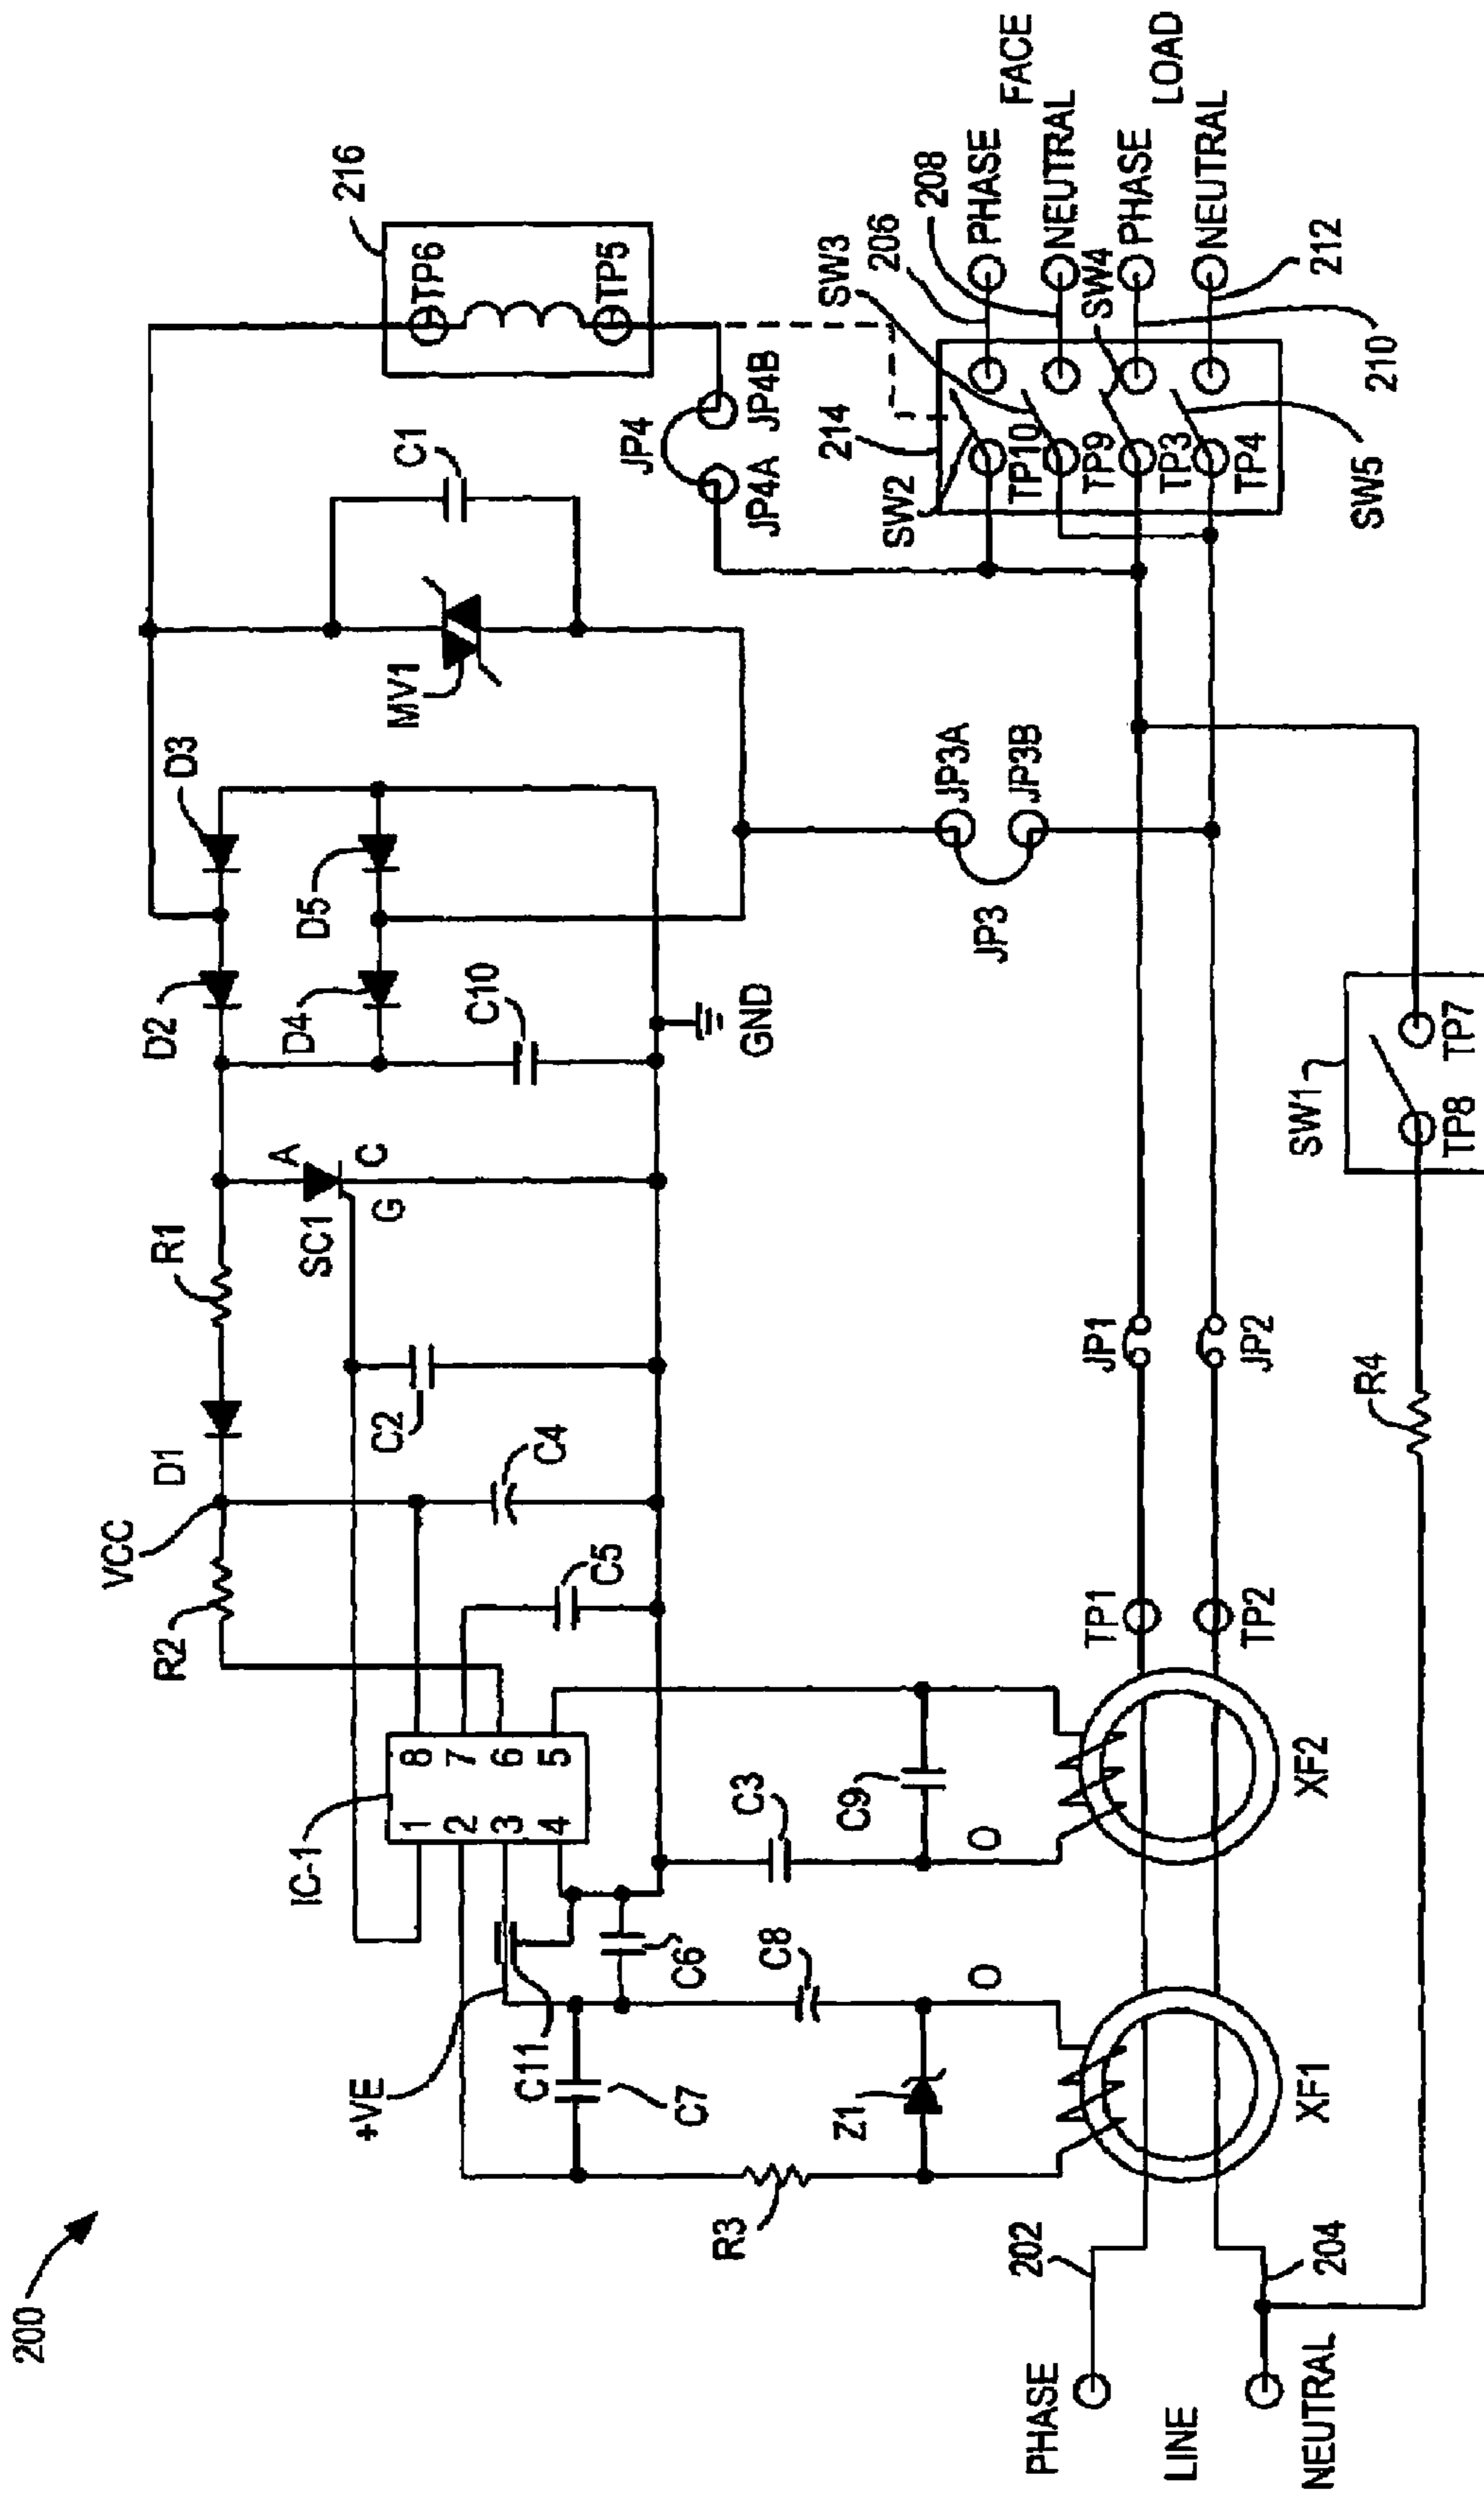 200
216
TP6
TP5
C1
MV1
JP4
JP4A
JP4B
D3
D2
D5
D4
C10
GND
A
C
G
SC1
R1
D1
VCC
R2
C2
C4
C5
IC-1
1
2
3
4
8
7
6
5
+VE
C11
C7
C6
C8
C3
C9
Z1
R3
O
O
XF1
XF2
PHASE
LINE
NEUTRAL
202
204
TP1
TP2
JP1
JP2
JP3
JP3A
JP3B
R4
SW1
TP8
TP7
214
SW2
SW3
SW4
SW5
TP10
TP9
TP3
TP4
206
208
210
212
PHASE
FACE
NEUTRAL
PHASE
LOAD
NEUTRAL